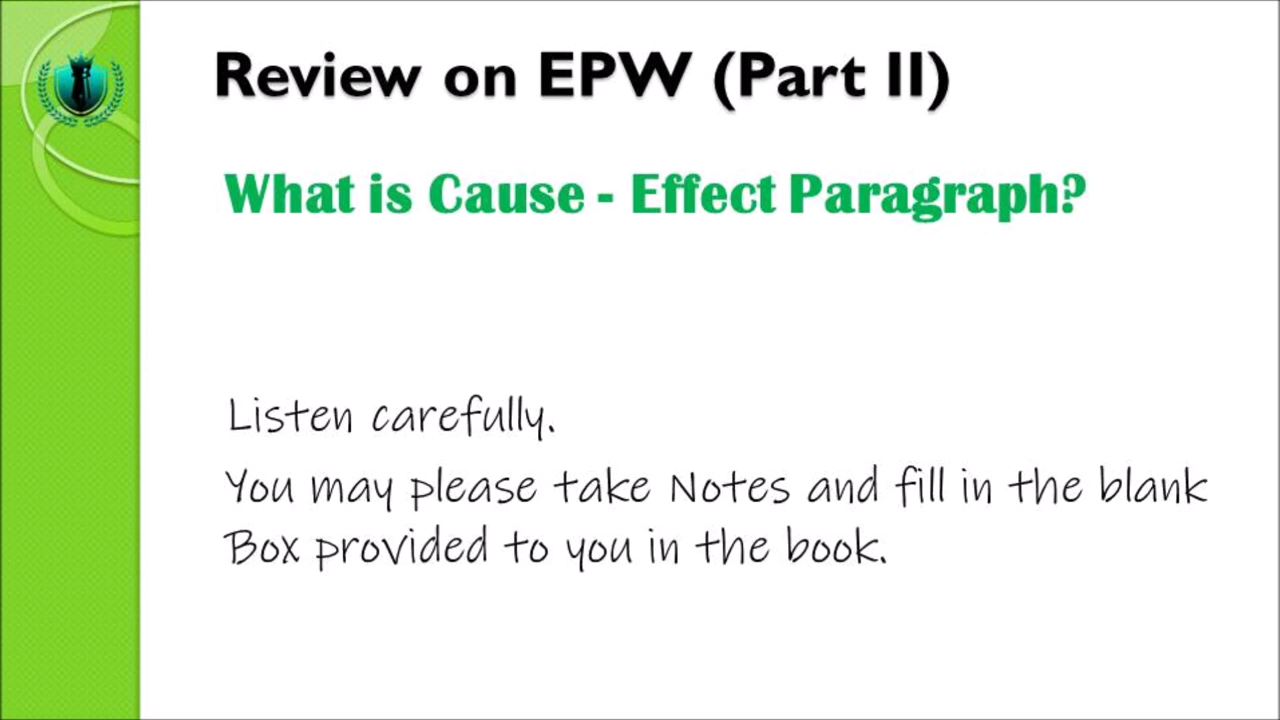 Review on EPW (Part II)
What is Cause - Effect Paragraph?
Listen carefully.
You may please take Notes and fill in the blank
Box provided to you in the book.